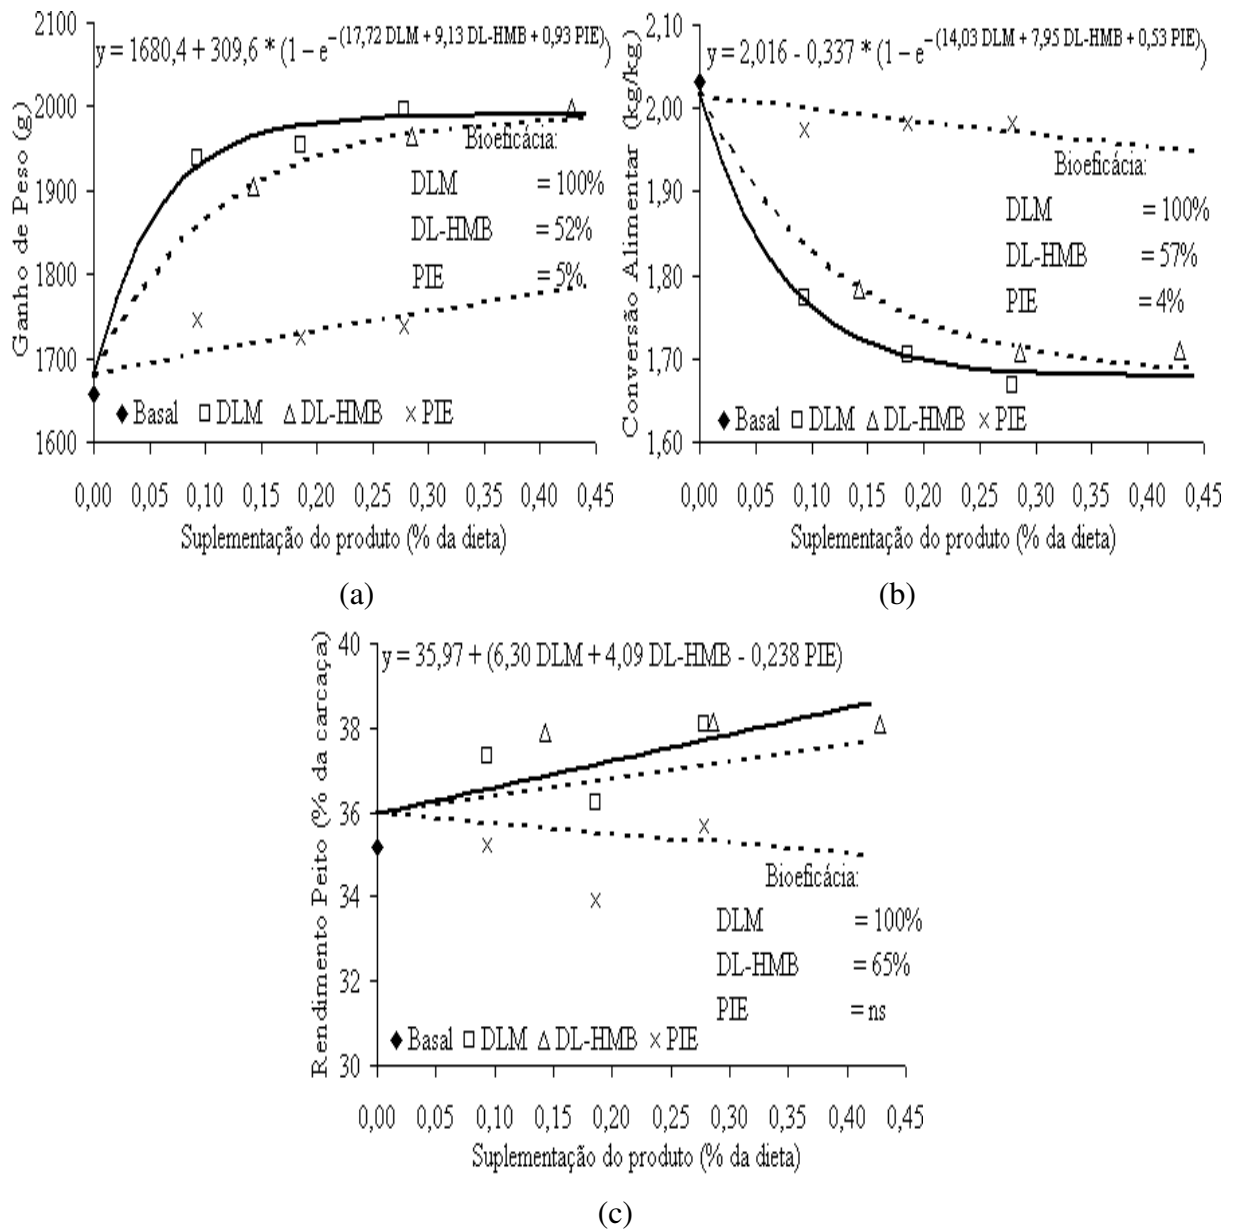 y = 1680,4 + 309,6 * (1 – e^–(17,72 DLM + 9,13 DL-HMB + 0,93 PIE))
Ganho de Peso (g)
2100
2000
1900
1800
1700
1600
Bioeficácia:
DLM = 100%
DL-HMB = 52%
PIE = 5%
Basal DLM DL-HMB PIE
0,00 0,05 0,10 0,15 0,20 0,25 0,30 0,35 0,40 0,45
Suplementação do produto (% da dieta)
(a)
y = 2,016 - 0,337 * (1 – e^–(14,03 DLM + 7,95 DL-HMB + 0,53 PIE))
Conversão Alimentar (kg/kg)
2,10
2,00
1,90
1,80
1,70
1,60
Bioeficácia:
DLM = 100%
DL-HMB = 57%
PIE = 4%
Basal DLM DL-HMB PIE
0,00 0,05 0,10 0,15 0,20 0,25 0,30 0,35 0,40 0,45
Suplementação do produto (% da dieta)
(b)
y = 35,97 + (6,30 DLM + 4,09 DL-HMB - 0,238 PIE)
Rendimento Peito (% da carcaça)
40
38
36
34
32
30
Bioeficácia:
DLM = 100%
DL-HMB = 65%
PIE = ns
Basal DLM DL-HMB PIE
0,00 0,05 0,10 0,15 0,20 0,25 0,30 0,35 0,40 0,45
Suplementação do produto (% da dieta)
(c)